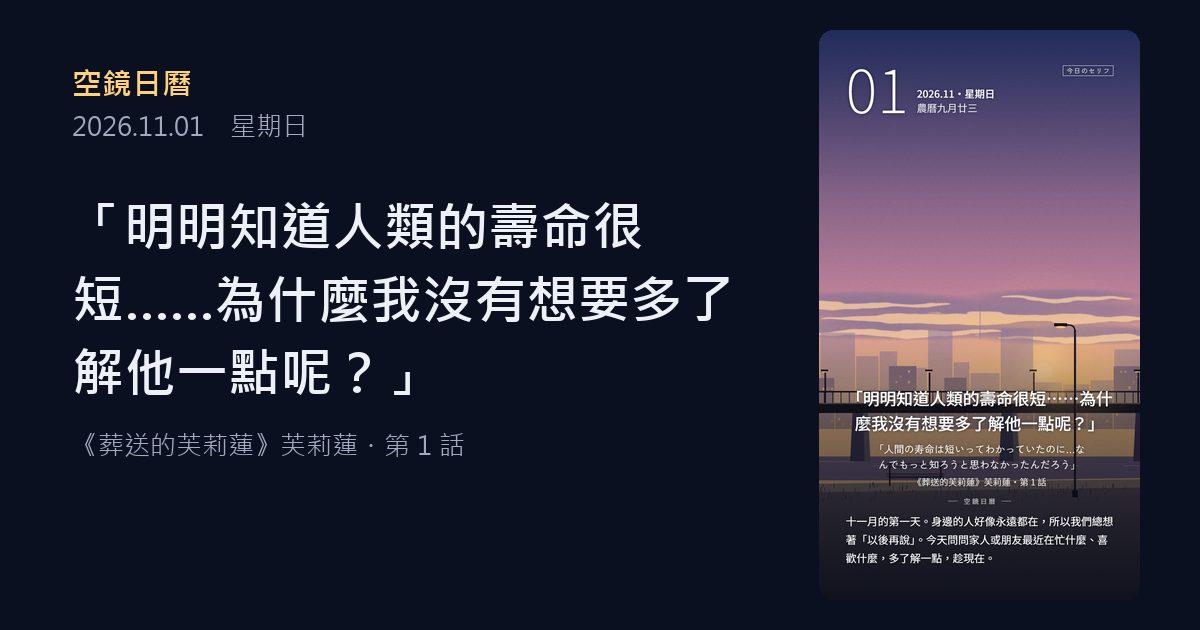 空鏡日曆
2026.11.01 星期日
「明明知道人類的壽命很
短……為什麼我沒有想要多了
解他一點呢？」
《葬送的芙莉蓮》芙莉蓮・第 1 話
01
2026.11・星期日
農曆九月廿三
今日のセリフ
「明明知道人類的壽命很短……為什
麼我沒有想要多了解他一點呢？」
「人間の寿命は短いってわかっていたのに…な
んでもっと知ろうと思わなかったんだろう」
《葬送的芙莉蓮》芙莉蓮・第 1 話
— 空鏡日曆 —
十一月的第一天。身邊的人好像永遠都在，所以我們總想
著「以後再說」。今天問問家人或朋友最近在忙什麼、喜
歡什麼，多了解一點，趁現在。